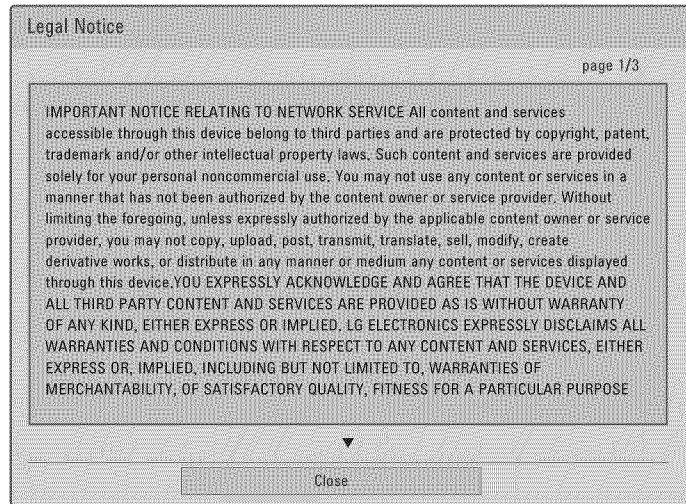 Legal Notice
page 1/3
IMPORTANT NOTICE RELATING TO NETWORK SERVICE All content and services
accessible through this device belong to third parties and are protected by copyright, patent,
trademark and/or other intellectual property laws. Such content and services are provided
solely for your personal noncommercial use. You may not use any content or services in a
manner that has not been authorized by the content owner or service provider. Without
limiting the foregoing, unless expressly authorized by the applicable content owner or service
provider, you may not copy, upload, post, transmit, translate, sell, modify, create
derivative works, or distribute in any manner or medium any content or services displayed
through this device.YOU EXPRESSLY ACKNOWLEDGE AND AGREE THAT THE DEVICE AND
ALL THIRD PARTY CONTENT AND SERVICES ARE PROVIDED AS IS WITHOUT WARRANTY
OF ANY KIND, EITHER EXPRESS OR IMPLIED. LG ELECTRONICS EXPRESSLY DISCLAIMS ALL
WARRANTIES AND CONDITIONS WITH RESPECT TO ANY CONTENT AND SERVICES, EITHER
EXPRESS OR, IMPLIED, INCLUDING BUT NOT LIMITED TO, WARRANTIES OF
MERCHANTABILITY, OF SATISFACTORY QUALITY, FITNESS FOR A PARTICULAR PURPOSE
Close